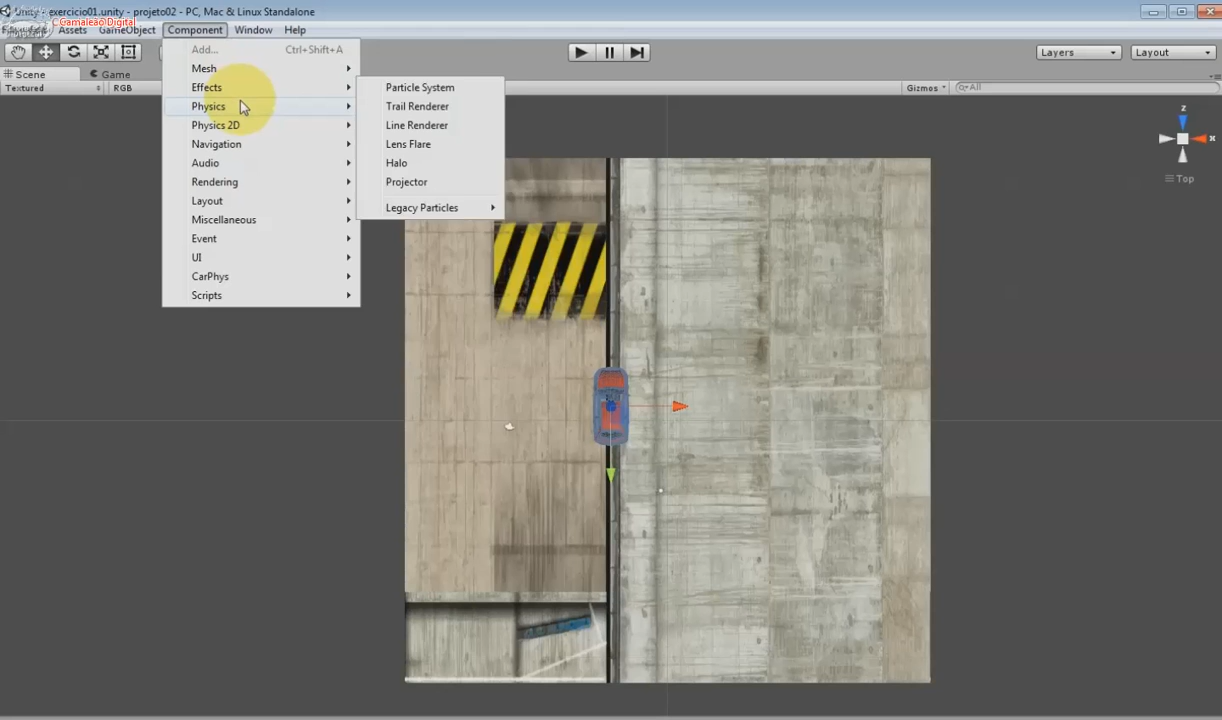 Unity - exercicio01.unity - projeto02 - PC, Mac & Linux Standalone
Camaleão Digital
Assets GameObject Component Window Help
Layers Layout
Scene Game
Textured RGB Gizmos All
Add... Ctrl+Shift+A
Mesh
Effects
Physics
Physics 2D
Navigation
Audio
Rendering
Layout
Miscellaneous
Event
UI
CarPhys
Scripts
Particle System
Trail Renderer
Line Renderer
Lens Flare
Halo
Projector
Legacy Particles
z
x
Top